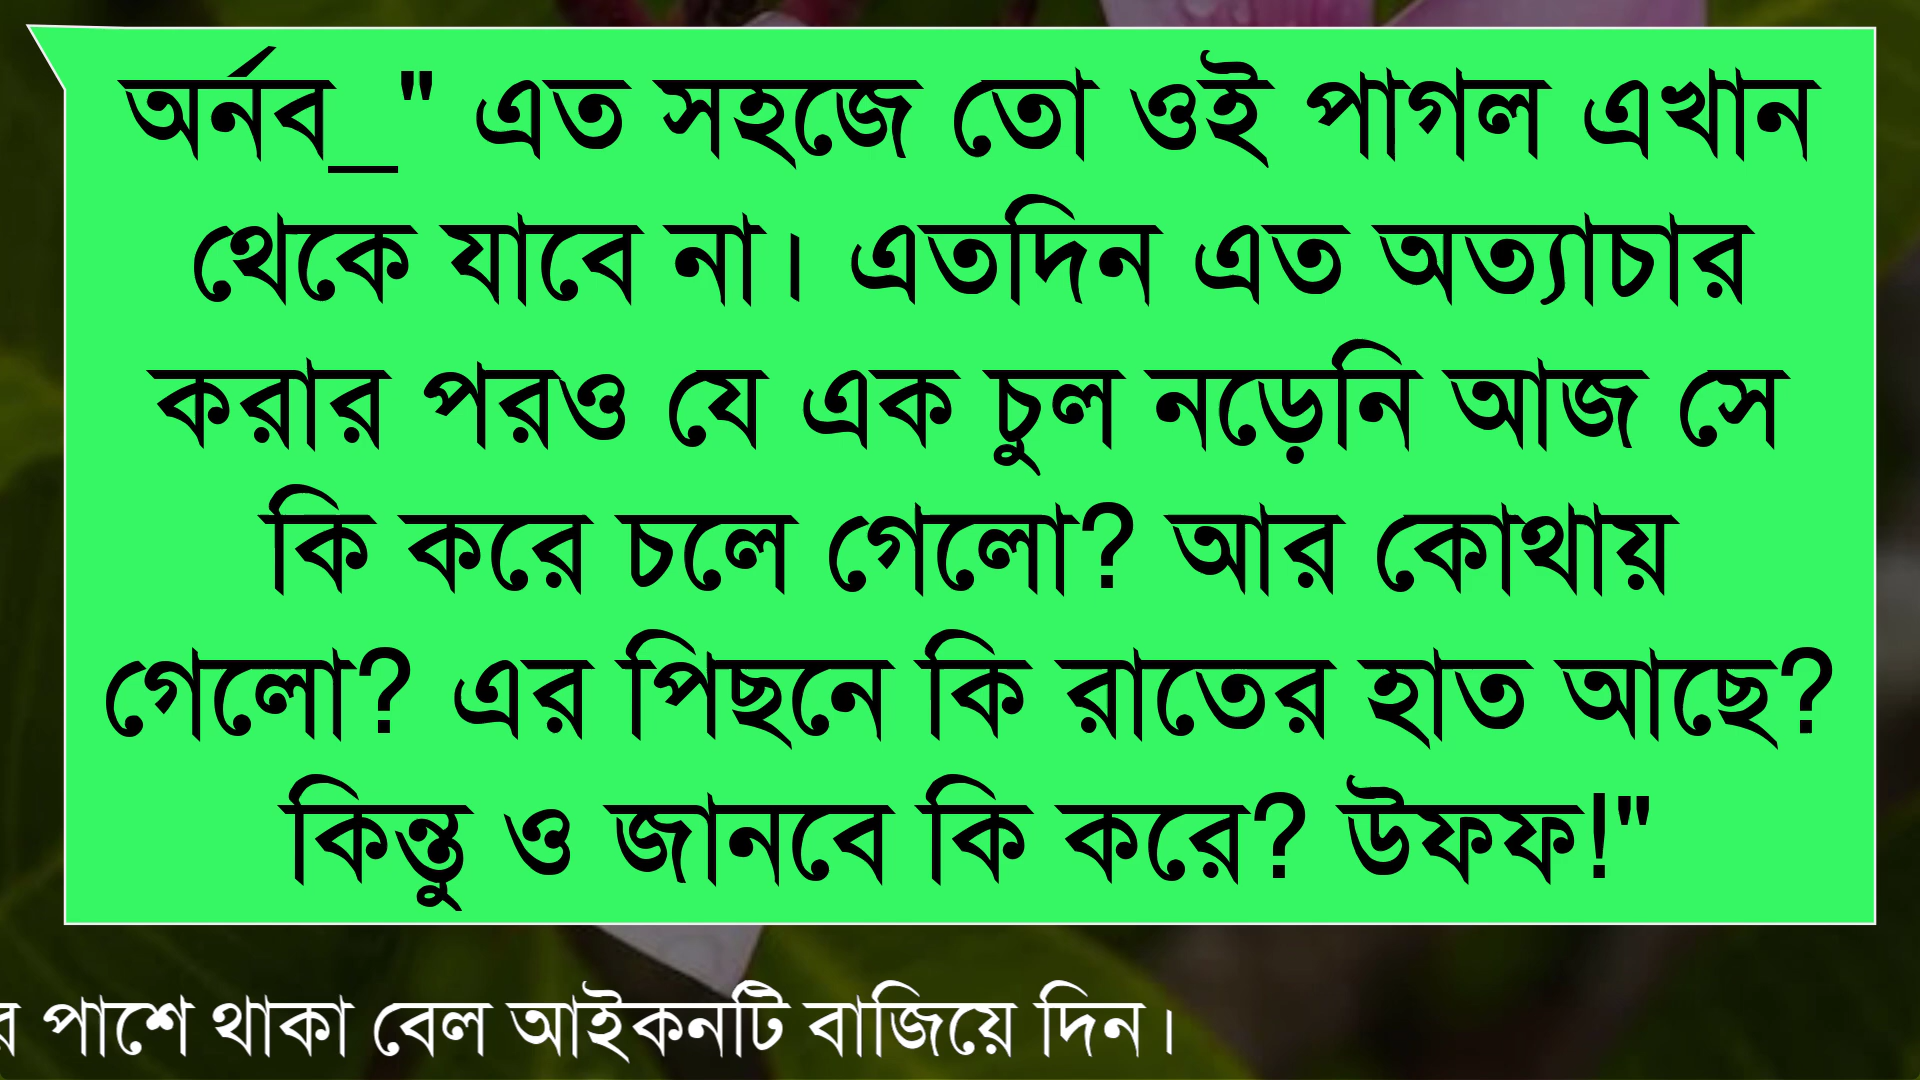 অর্নব_" এত সহজে তো ওই পাগল এখান
থেকে যাবে না। এতদিন এত অত্যাচার
করার পরও যে এক চুল নড়েনি আজ সে
কি করে চলে গেলো? আর কোথায়
গেলো? এর পিছনে কি রাতের হাত আছে?
কিন্তু ও জানবে কি করে? উফফ!"
পাশে থাকা বেল আইকনটি বাজিয়ে দিন।